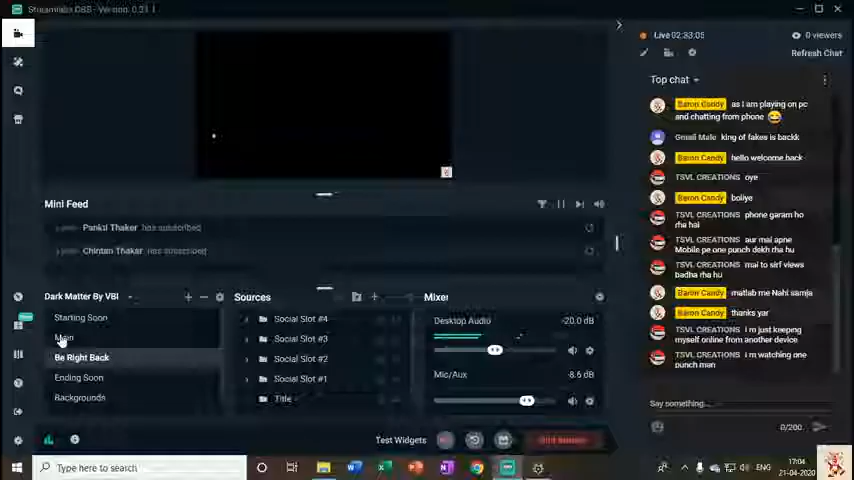 Streamlabs OBS - Version: 0.21.1
Live 02:33:05
0 viewers
Refresh Chat
Top chat
Baron Candy as I am playing on pc
and chatting from phone 😂
Gmail Male king of fakes is backk
Baron Candy hello welcome back
TSVL CREATIONS oye
Baron Candy boliye
TSVL CREATIONS phone garam ho
rha hai
TSVL CREATIONS aur mai apne
Mobile pe one punch dekh rha hu
TSVL CREATIONS mai to sirf views
badha rha hu
Baron Candy matlab me Nahi samja
Baron Candy thanks yar
TSVL CREATIONS i m just keepng
myself online from another device
TSVL CREATIONS i m watching one
punch man
Say something...
0/200
Mini Feed
Pankti Thaker has subscribed
Chintan Thaker has subscribed
Dark Matter By VBI
Starting Soon
Main
Be Right Back
Ending Soon
Backgrounds
Sources
Social Slot #4
Social Slot #3
Social Slot #2
Social Slot #1
Title
Mixer
Desktop Audio -20.0 dB
Mic/Aux -8.6 dB
Test Widgets
Type here to search
ENG
17:04
21-04-2020